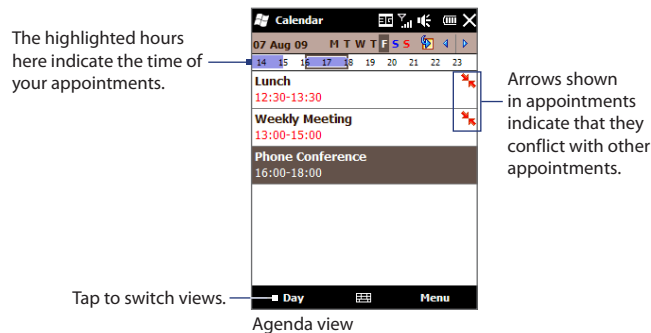 Calendar
The highlighted hours
here indicate the time of
your appointments.
07 Aug 09 M T W T F S S
14 15 16 17 18 19 20 21 22 23
Lunch
12:30-13:30
Weekly Meeting
13:00-15:00
Phone Conference
16:00-18:00
Arrows shown
in appointments
indicate that they
conflict with other
appointments.
Tap to switch views.
Day Menu
Agenda view